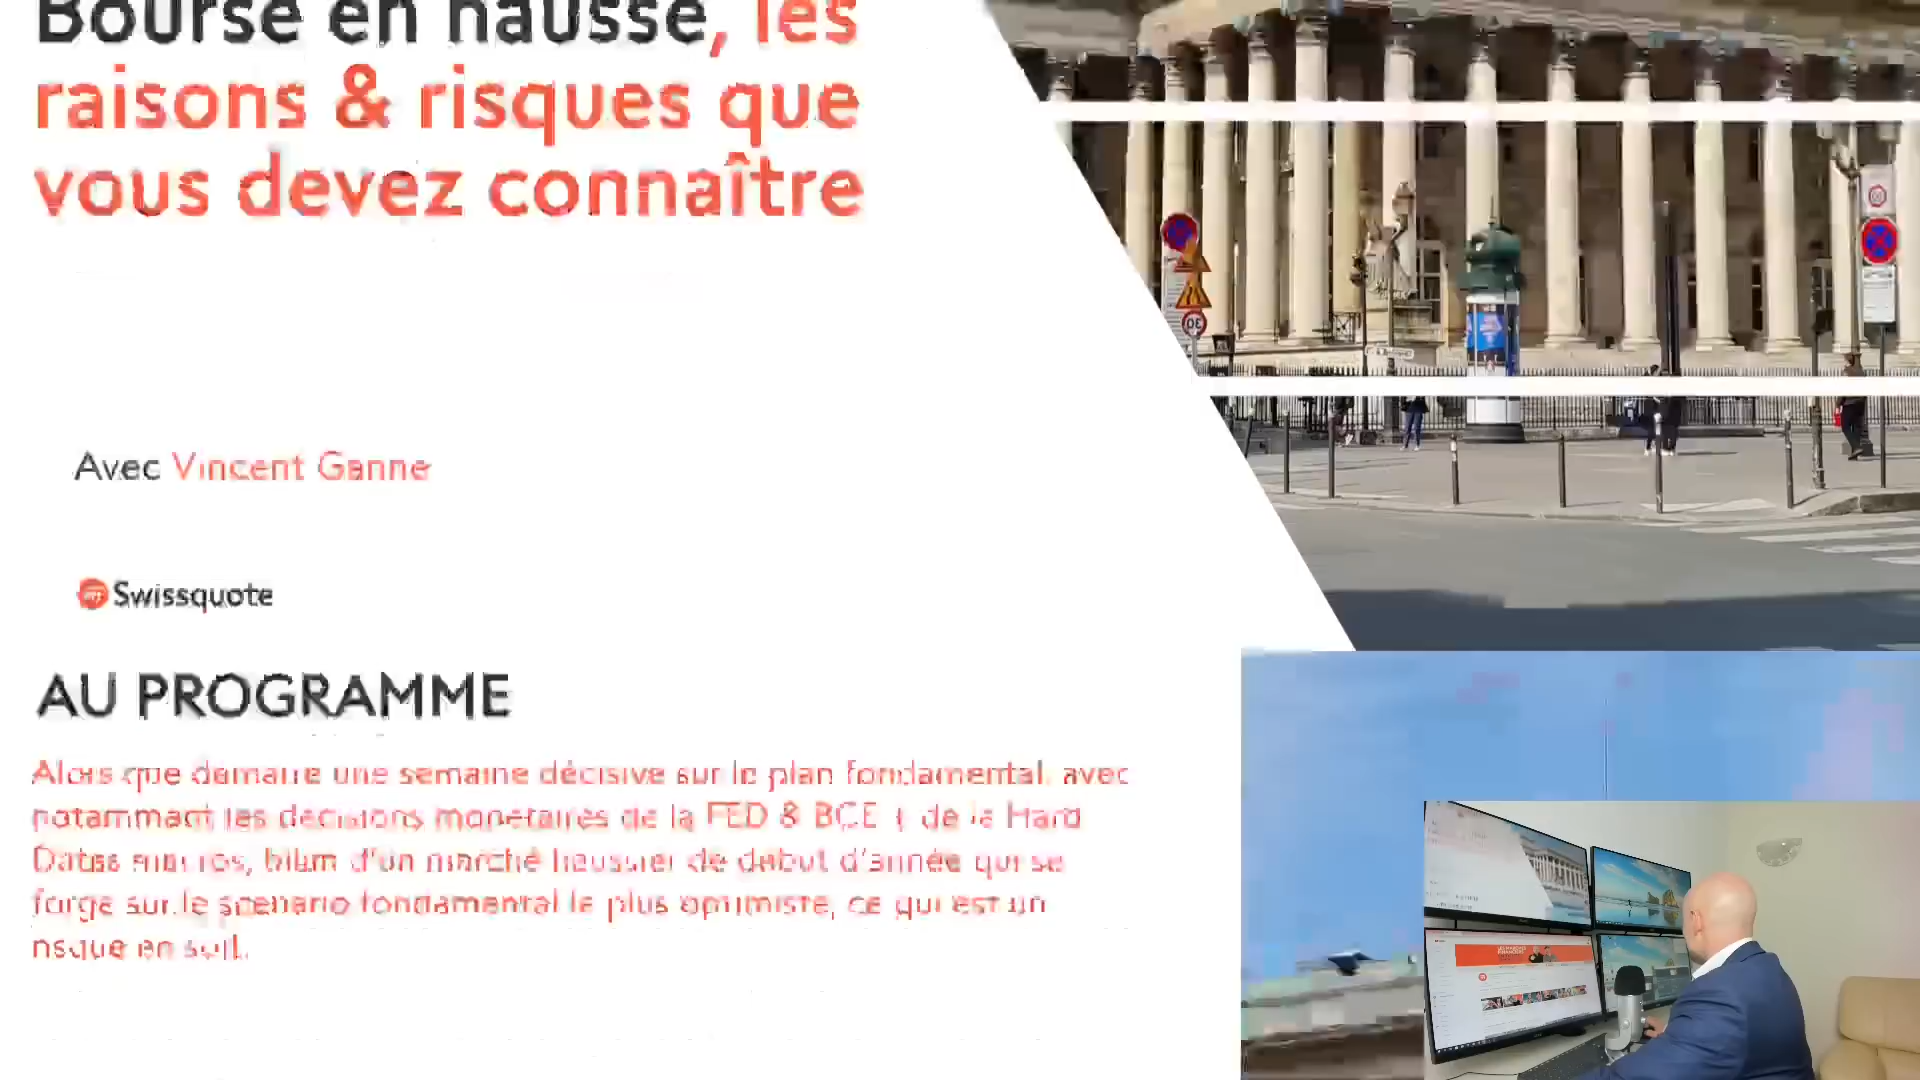 Bourse en hausse, les
raisons & risques que
vous devez connaître
Avec Vincent Ganne
Swissquote
AU PROGRAMME
Alors que démarre une semaine décisive sur le plan fondamental, avec
notamment les décisions monétaires de la FED & BCE + de la Hard
Datas macros, bilan d'un marché haussier de début d'année qui se
forge sur le scénario fondamental le plus optimiste, ce qui est un
risque en soit.